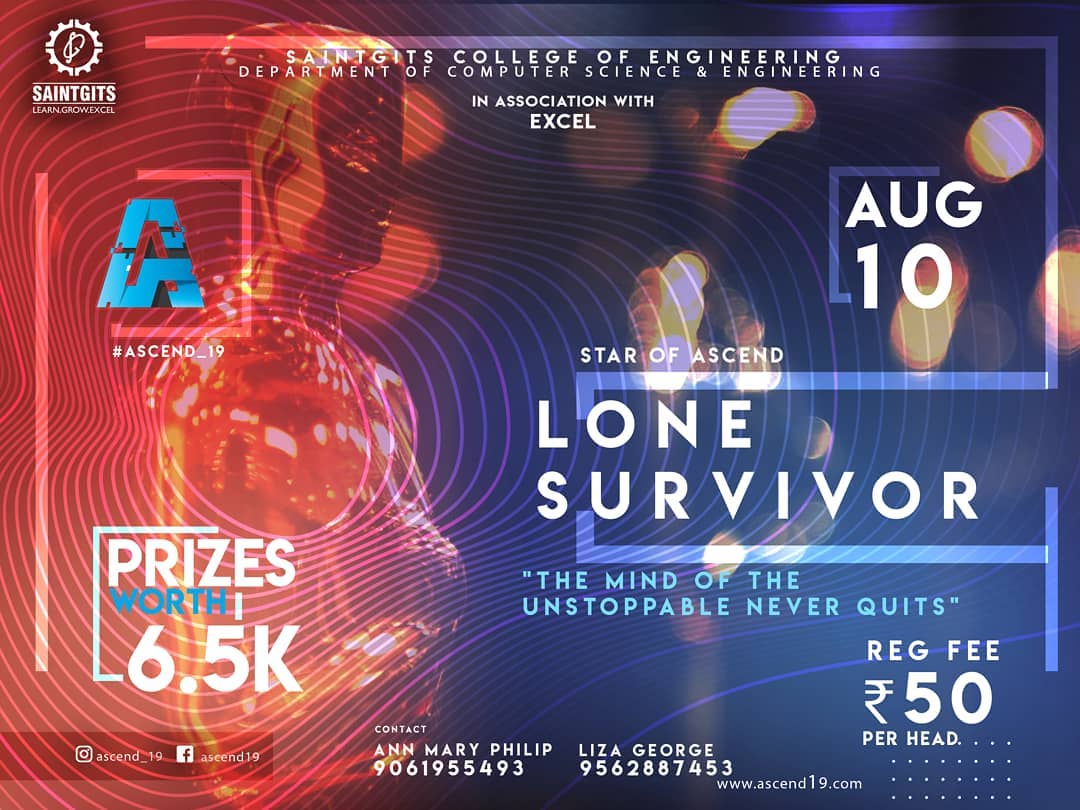 SAINTGITS
LEARN.GROW.EXCEL
SAINTGITS COLLEGE OF ENGINEERING
DEPARTMENT OF COMPUTER SCIENCE & ENGINEERING
IN ASSOCIATION WITH
EXCEL
#ASCEND_19
AUG
10
STAR OF ASCEND
LONE
SURVIVOR
"THE MIND OF THE
UNSTOPPABLE NEVER QUITS"
PRIZES
WORTH
6.5K
REG FEE
₹50
PER HEAD
ascend_19 ascend19
CONTACT
ANN MARY PHILIP LIZA GEORGE
9061955493 9562887453
www.ascend19.com